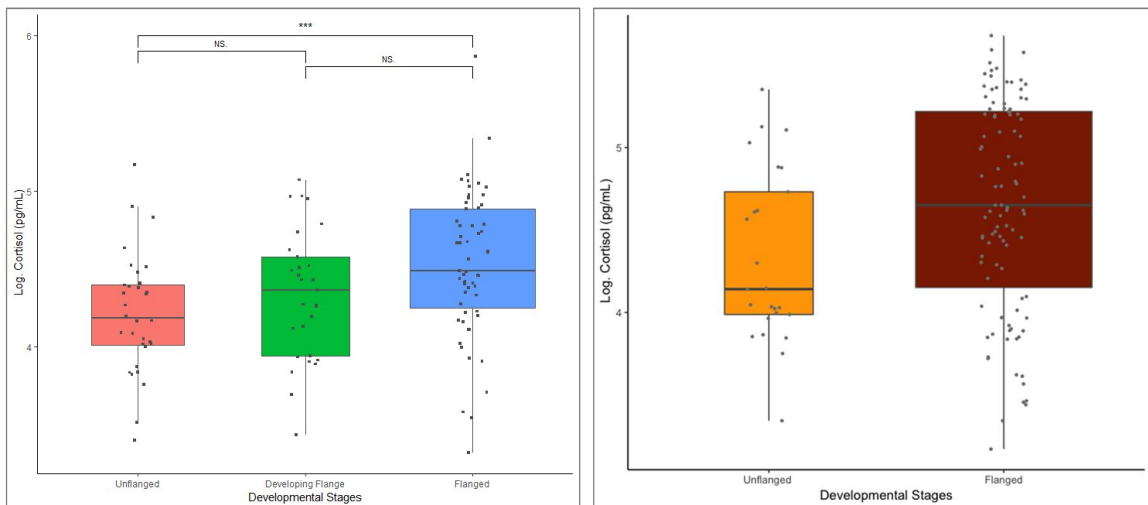 6
***
NS.
NS.
5
4
Log. Cortisol (pg/mL)
Unflanged
Developing Flange
Flanged
Developmental Stages
5
4
Log. Cortisol (pg/mL)
Unflanged
Flanged
Developmental Stages